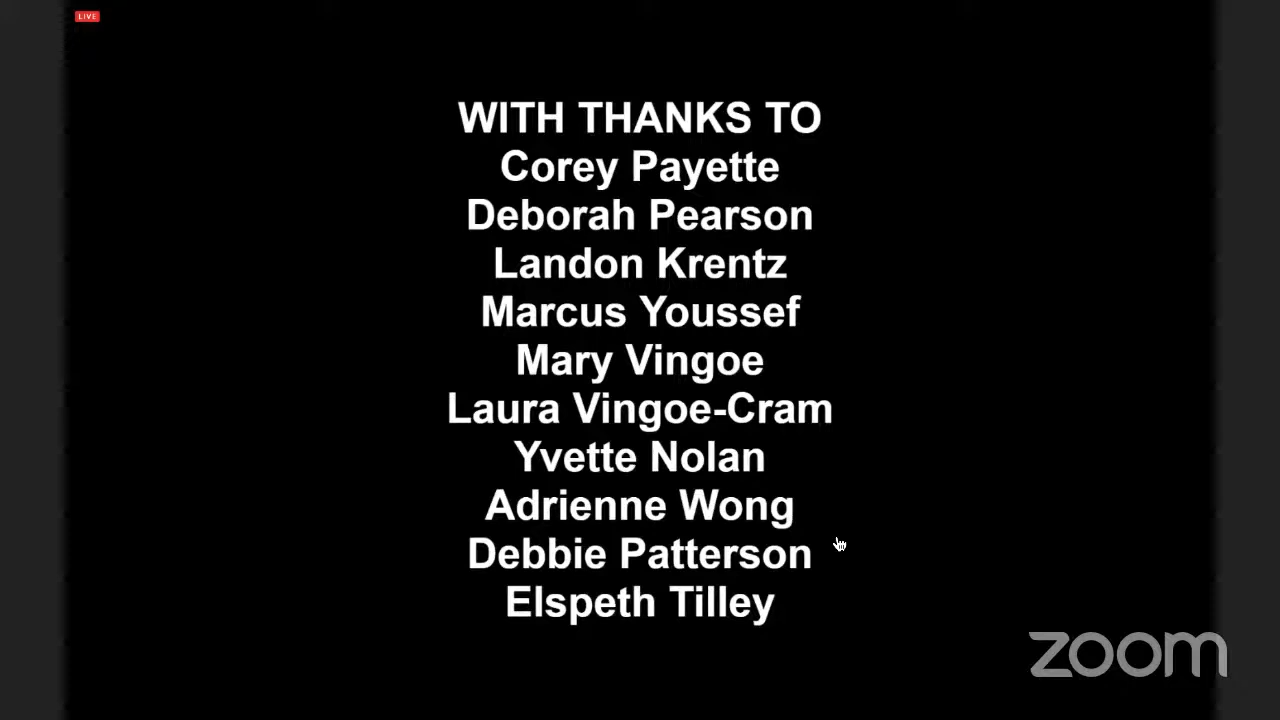 LIVE
WITH THANKS TO
Corey Payette
Deborah Pearson
Landon Krentz
Marcus Youssef
Mary Vingoe
Laura Vingoe-Cram
Yvette Nolan
Adrienne Wong
Debbie Patterson
Elspeth Tilley
zoom